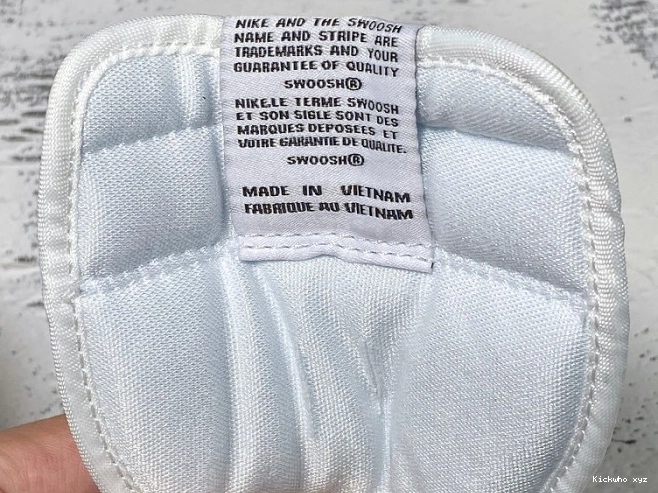 NIKE AND THE SWOOSH
NAME AND STRIPE ARE
TRADEMARKS AND YOUR
GUARANTEE OF QUALITY
SWOOSH®
NIKE.LE TERME SWOOSH
ET SON SIGLE SONT DES
MARQUES DEPOSEES ET
VOTRE GARANTIE DE QUALITE.
SWOOSH®
MADE IN VIETNAM
FABRIQUE AU VIETNAM
Kickwho xyz